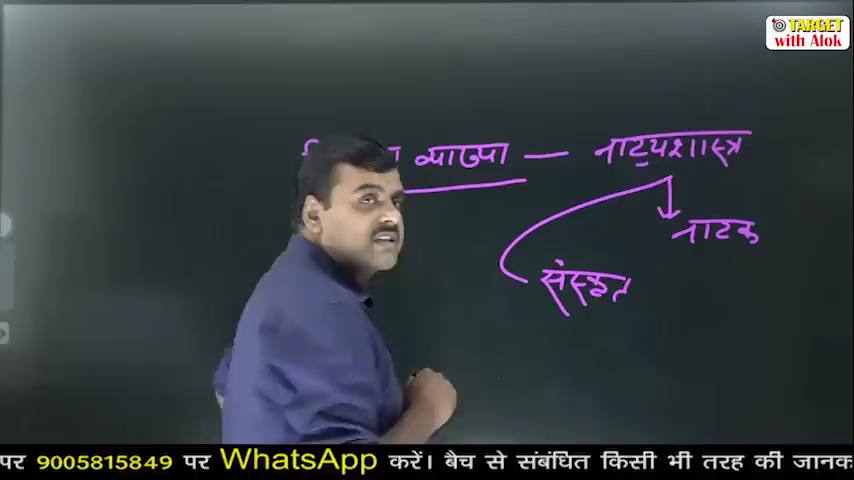 TARGET
with Alok
व्याख्या — नाट्यशास्त्र
नाटक
संस्कृत
पर 9005815849 पर WhatsApp करें। बैच से संबंधित किसी भी तरह की जानक